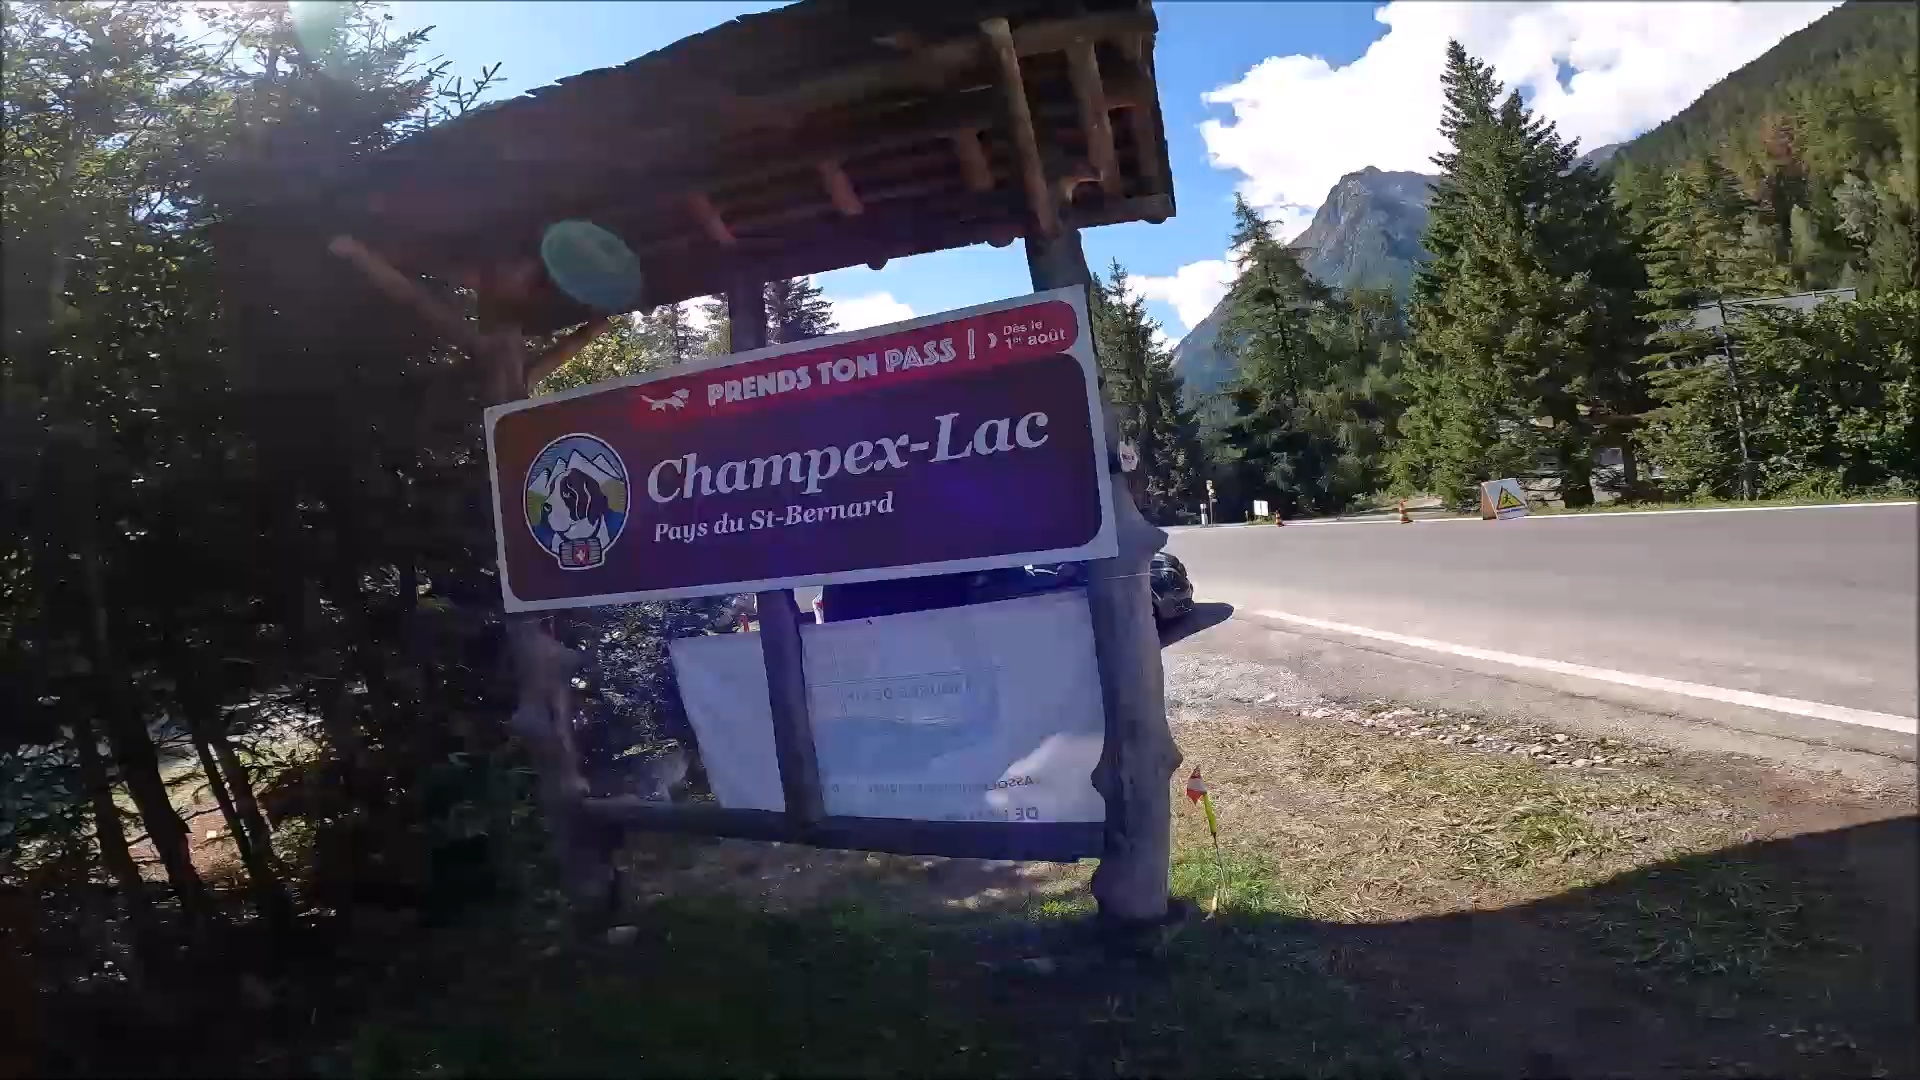 PRENDS TON PASS ! › Dès le
1er août
Champex-Lac
Pays du St-Bernard